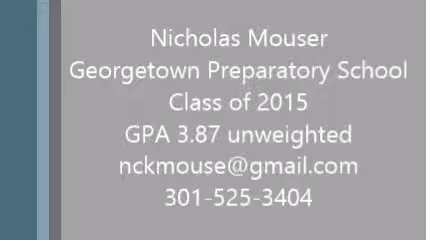 Nicholas Mouser
Georgetown Preparatory School
Class of 2015
GPA 3.87 unweighted
nckmouse@gmail.com
301-525-3404